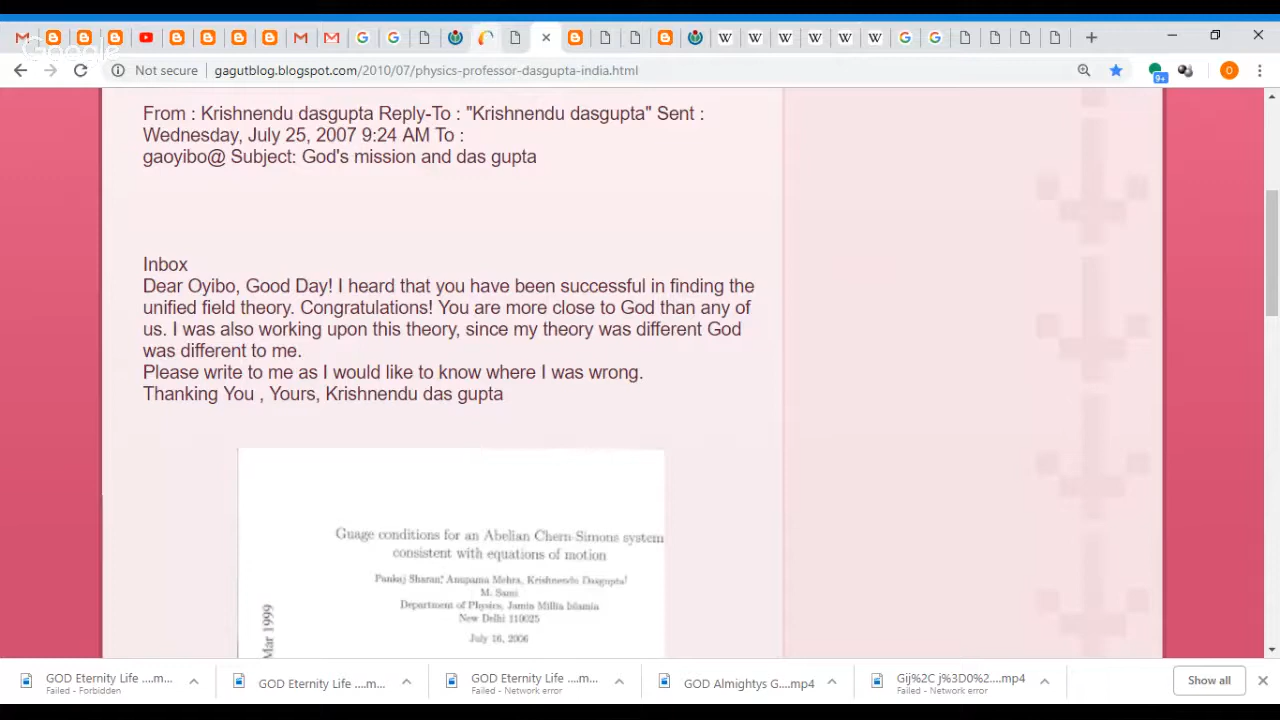 Google
Not secure
gagutblog.blogspot.com/2010/07/physics-professor-dasgupta-india.html
9+
O
From : Krishnendu dasgupta Reply-To : "Krishnendu dasgupta" Sent :
Wednesday, July 25, 2007 9:24 AM To :
gaoyibo@ Subject: God's mission and das gupta
Inbox
Dear Oyibo, Good Day! I heard that you have been successful in finding the
unified field theory. Congratulations! You are more close to God than any of
us. I was also working upon this theory, since my theory was different God
was different to me.
Please write to me as I would like to know where I was wrong.
Thanking You , Yours, Krishnendu das gupta
Guage conditions for an Abelian Chern-Simons system
consistent with equations of motion
Pankaj Sharan, Anupama Mehra, Krishnendu Dasgupta
M. Sami
Department of Physics, Jamia Millia Islamia
New Delhi 110025
July 16, 2006
Mar 1999
GOD Eternity Life ....m...
Failed - Forbidden
GOD Eternity Life ....m...
GOD Eternity Life ....m...
Failed - Network error
GOD Almightys G....mp4
Gij%2C j%3D0%2....mp4
Failed - Network error
Show all